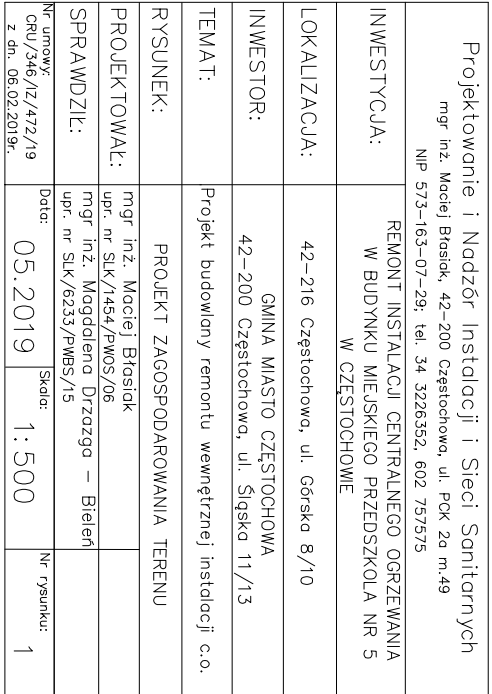 Projektowanie i Nadzór Instalacji i Sieci Sanitarnych
mgr inż. Maciej Błasiak, 42-200 Częstochowa, ul. PCK 2a m.49
NIP 573-163-07-29; tel. 34 3226352, 602 757575
INWESTYCJA:
REMONT INSTALACJI CENTRALNEGO OGRZEWANIA
W BUDYNKU MIEJSKIEGO PRZEDSZKOLA NR 5
W CZĘSTOCHOWIE
LOKALIZACJA:
42-216 Częstochowa, ul. Górska 8/10
INWESTOR:
GMINA MIASTO CZĘSTOCHOWA
42-200 Częstochowa, ul. Śląska 11/13
TEMAT:
Projekt budowlany remontu wewnętrznej instalacji c.o.
RYSUNEK:
PROJEKT ZAGOSPODAROWANIA TERENU
PROJEKTOWAŁ:
mgr inż. Maciej Błasiak
upr. nr SLK/1454/PWOS/06
SPRAWDZIŁ:
mgr inż. Magdalena Drzazga - Bieleń
upr. nr SLK/6233/PWBS/15
Nr umowy:
CRU/346/IZ/472/19
z dn. 06.02.2019r.
Data:
05.2019
Skala:
1:500
Nr rysunku:
1